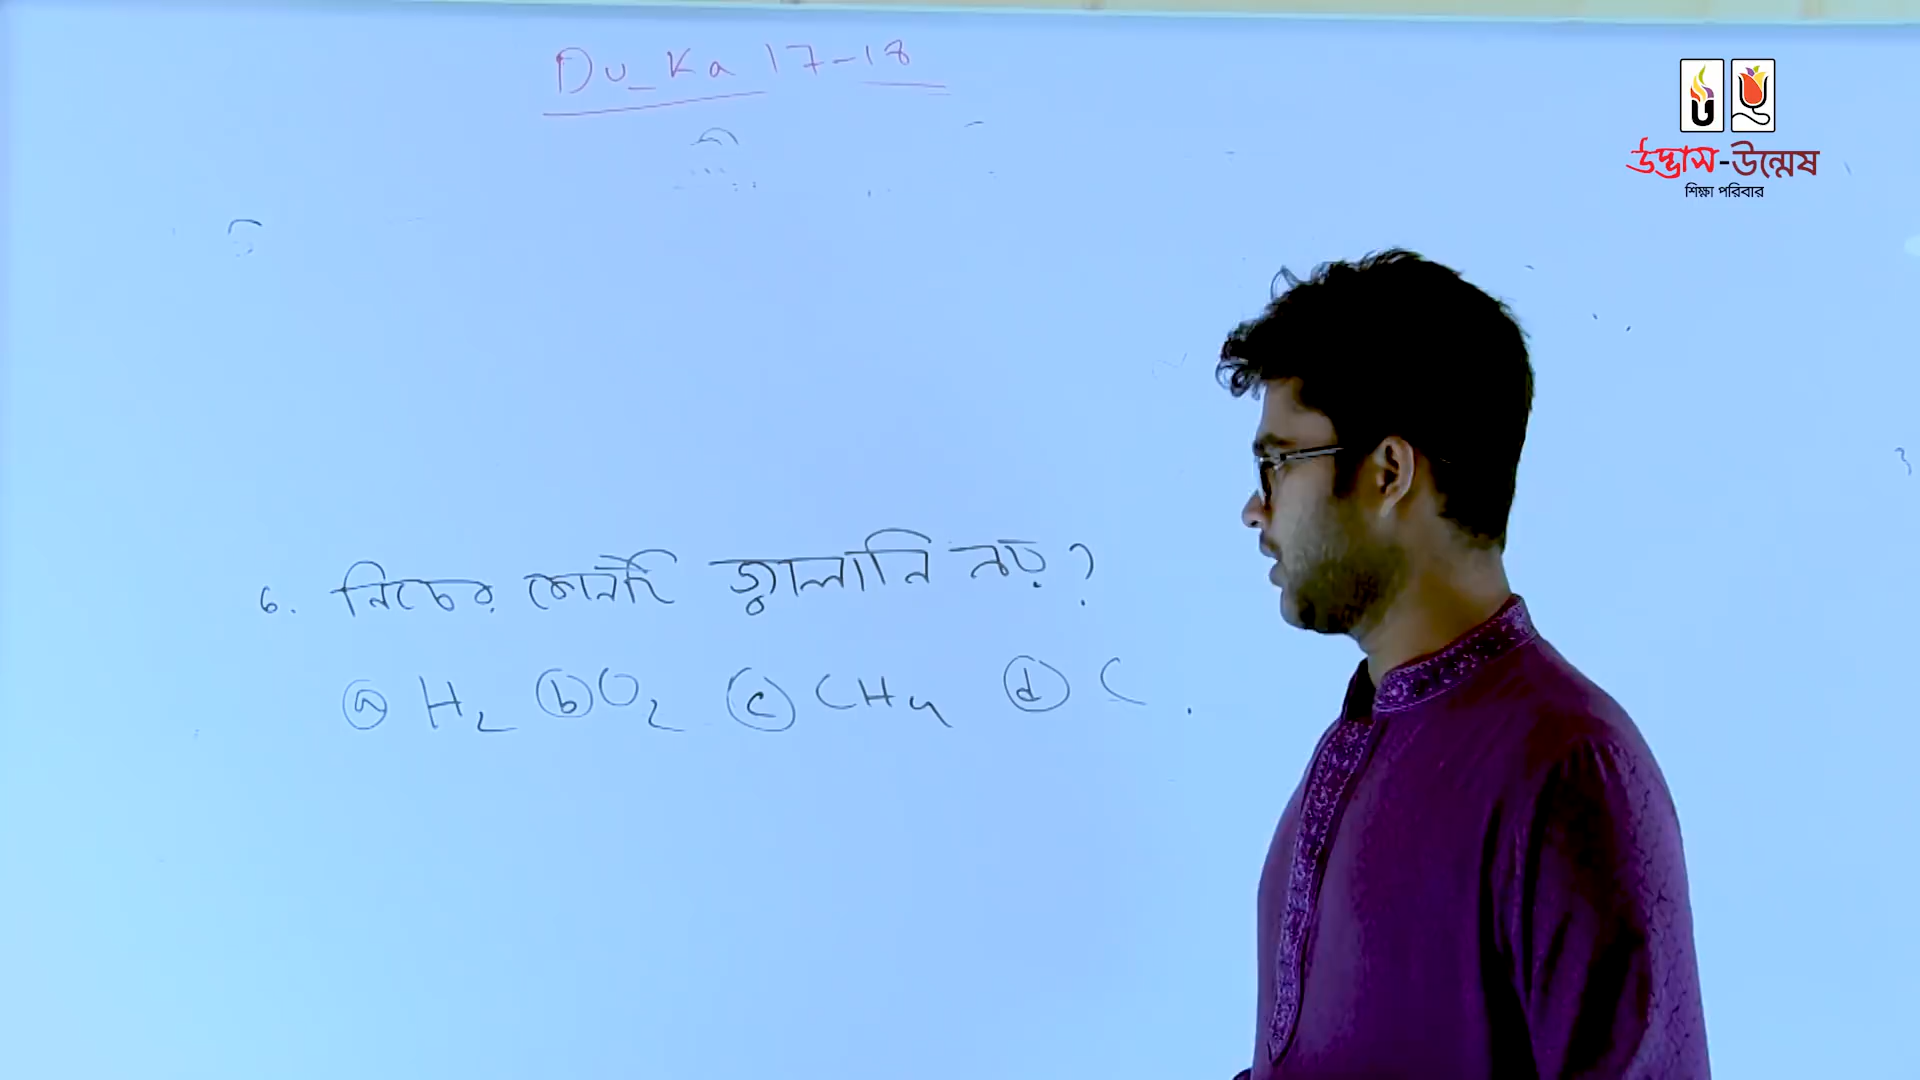 Du_Ka 17-18
উদ্ভাস-উন্মেষ
শিক্ষা পরিবার
6. নিচের কোনটি জ্বালানি নয়?
ⓐ H₂ ⓑ O₂ ⓒ CH₄ ⓓ C.